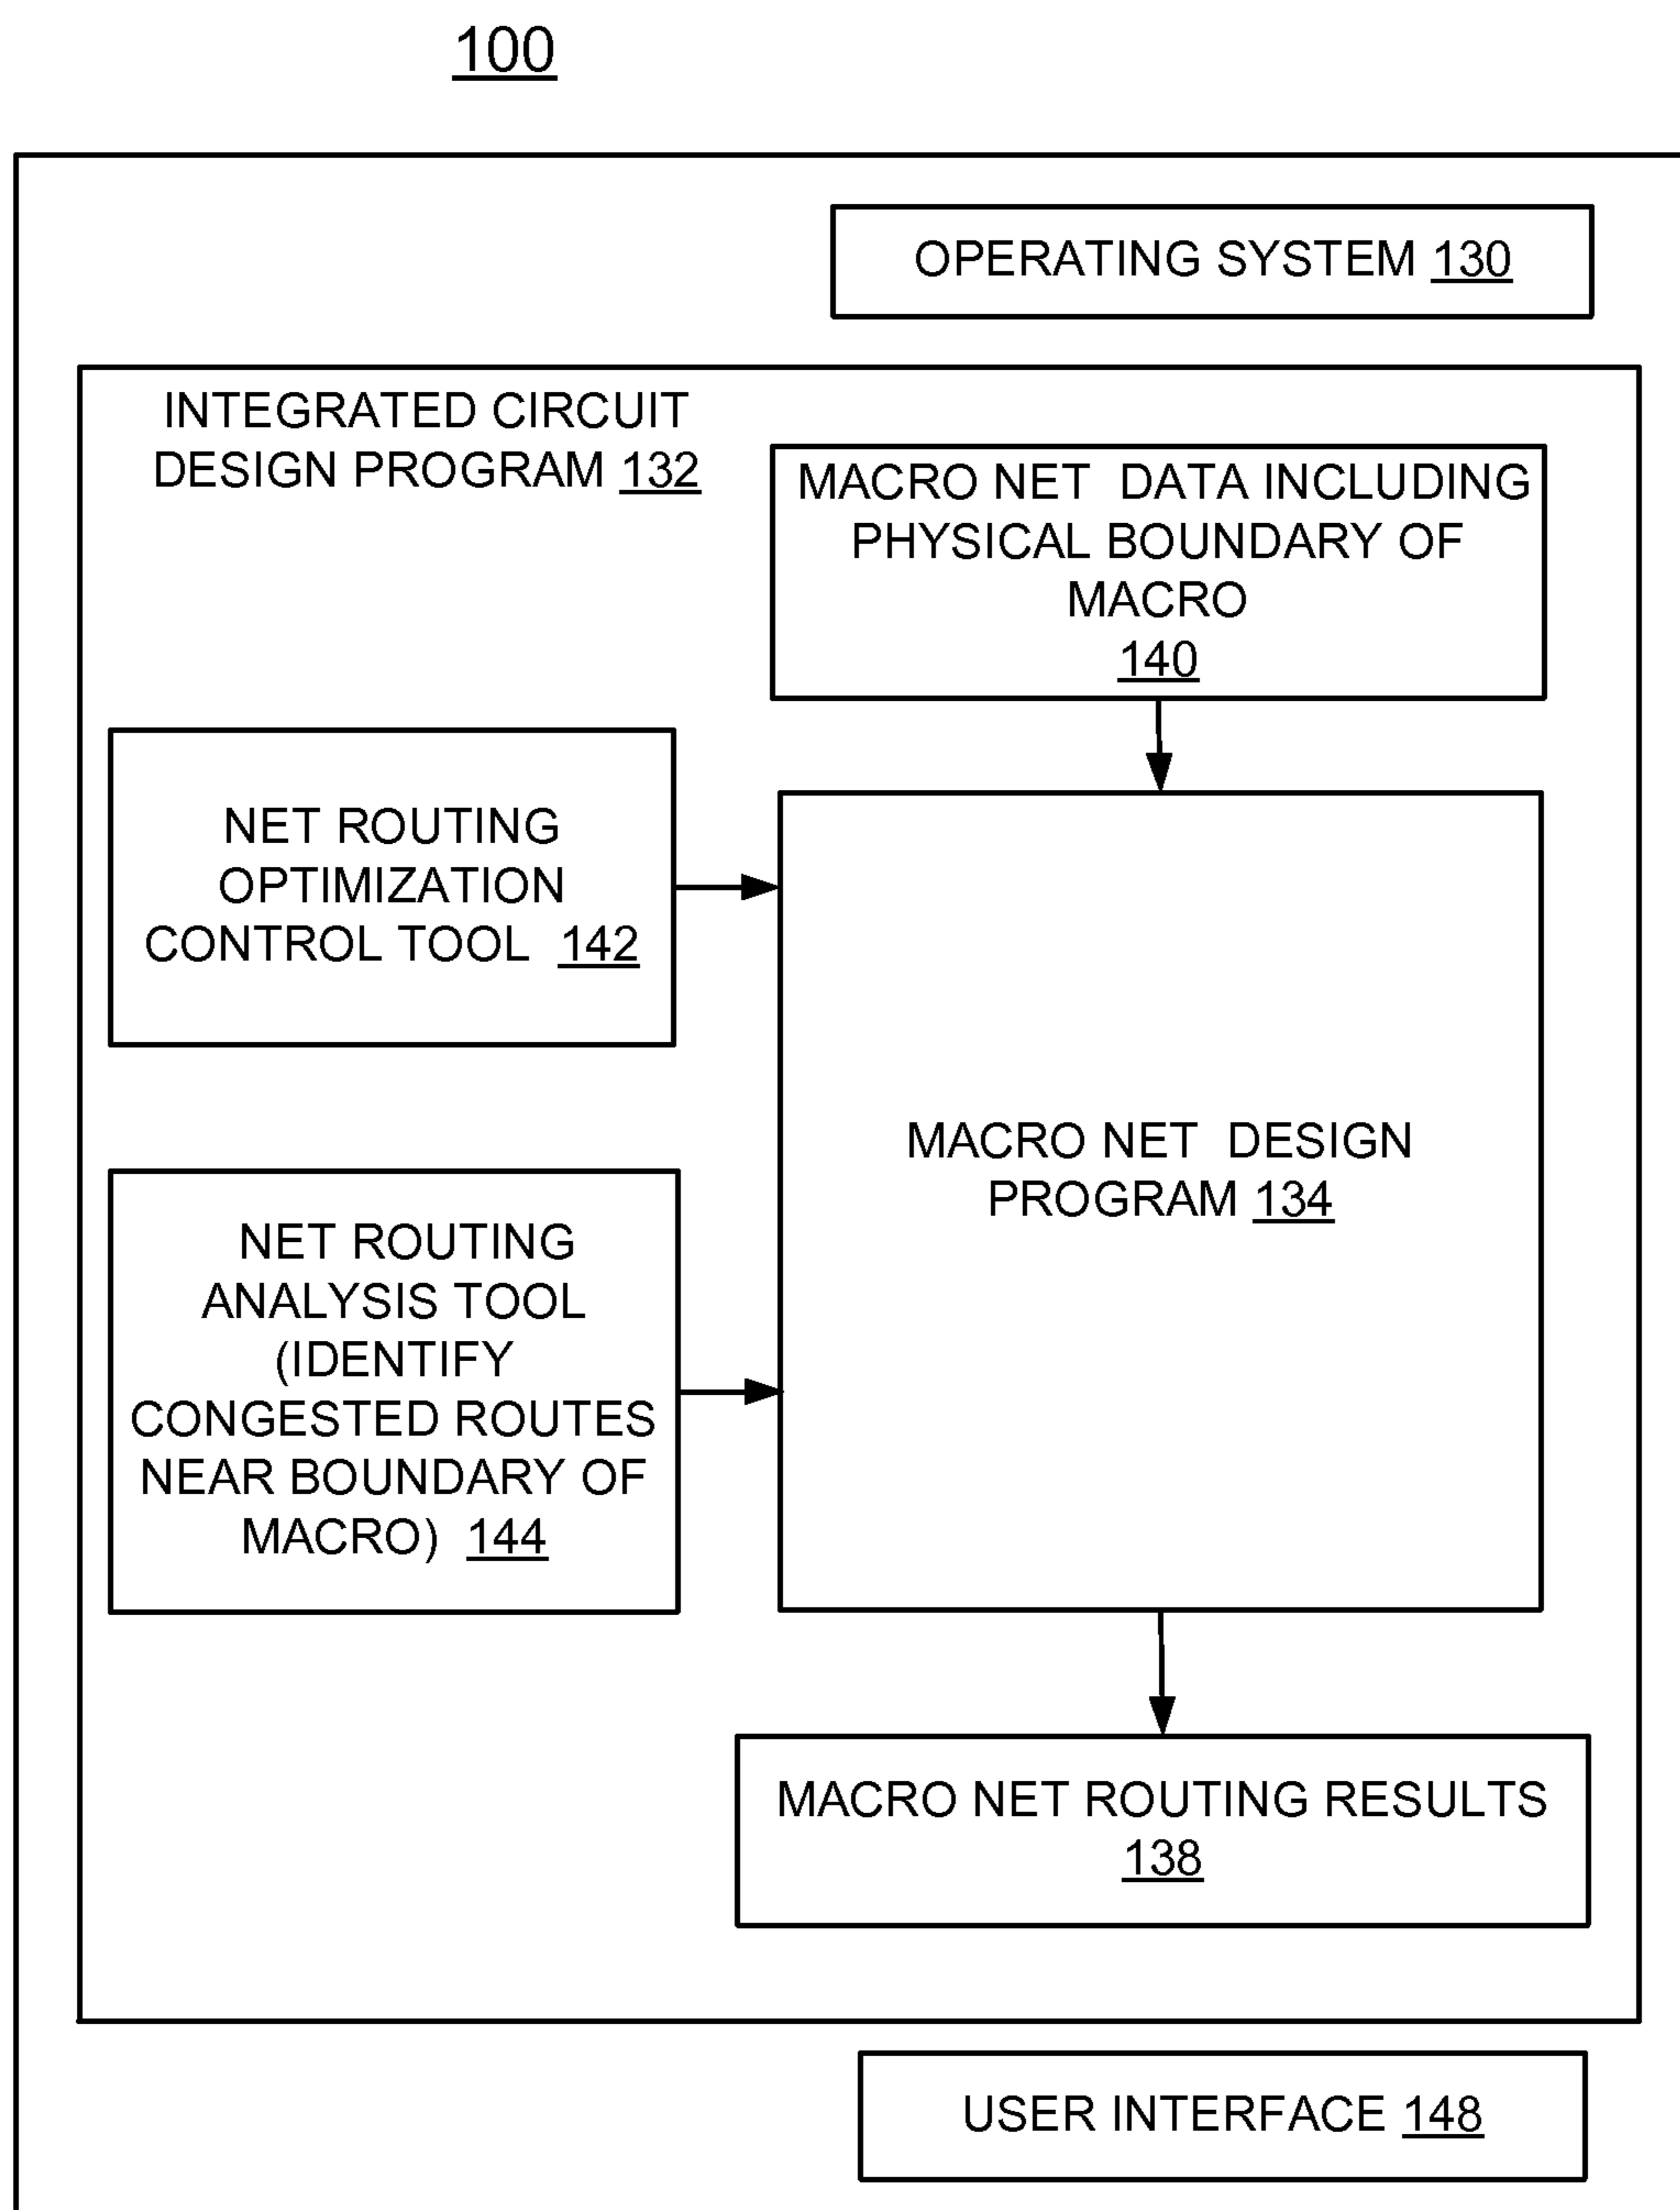 100
OPERATING SYSTEM 130
INTEGRATED CIRCUIT
DESIGN PROGRAM 132
MACRO NET DATA INCLUDING
PHYSICAL BOUNDARY OF
MACRO
140
NET ROUTING
OPTIMIZATION
CONTROL TOOL 142
MACRO NET DESIGN
PROGRAM 134
NET ROUTING
ANALYSIS TOOL
(IDENTIFY
CONGESTED ROUTES
NEAR BOUNDARY OF
MACRO) 144
MACRO NET ROUTING RESULTS
138
USER INTERFACE 148